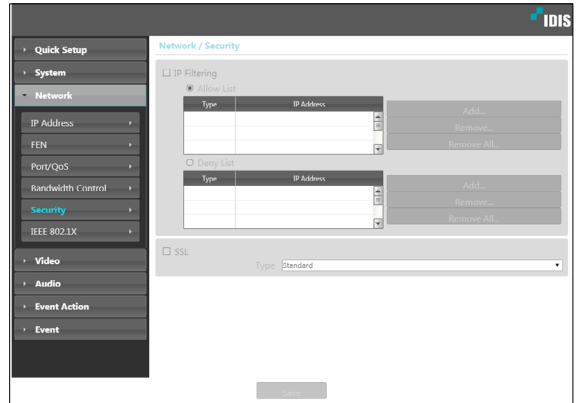 IDIS
Quick Setup
System
Network
IP Address
FEN
Port/QoS
Bandwidth Control
Security
IEEE 802.1X
Video
Audio
Event Action
Event
Network / Security
IP Filtering
Allow List
Type IP Address
Add...
Remove...
Remove All...
Deny List
Type IP Address
Add...
Remove...
Remove All...
SSL
Type Standard
Save